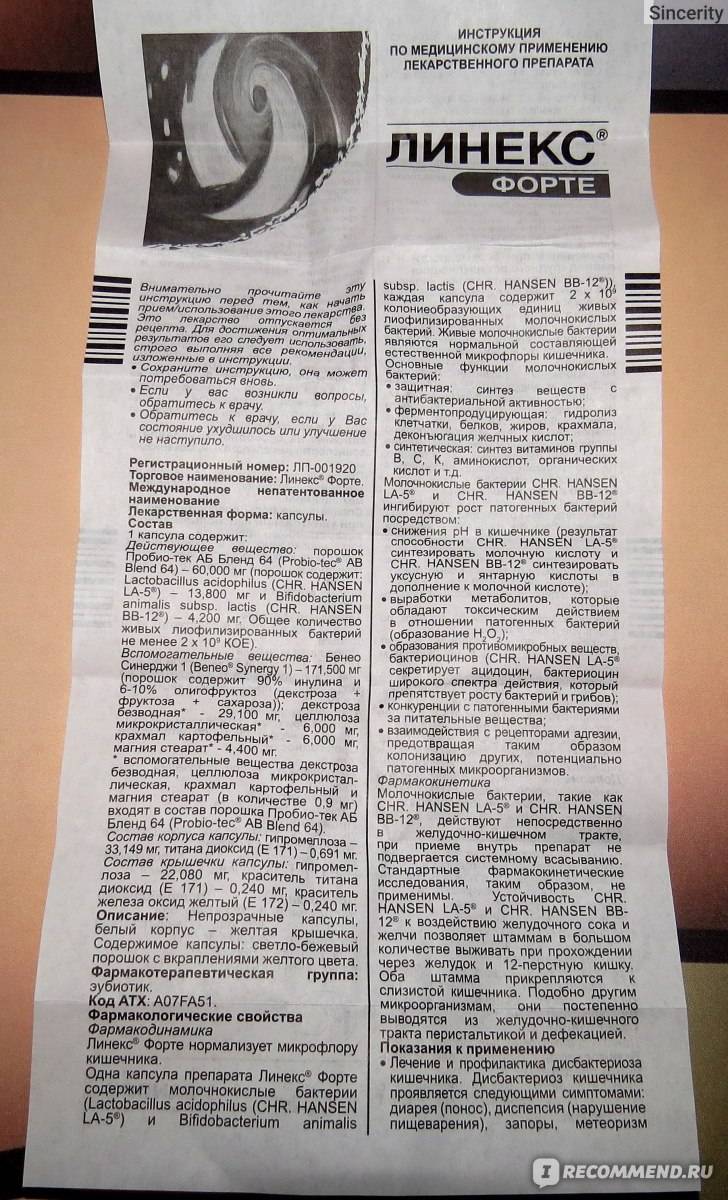 Sincerity
ИНСТРУКЦИЯ
ПО МЕДИЦИНСКОМУ ПРИМЕНЕНИЮ
ЛЕКАРСТВЕННОГО ПРЕПАРАТА
ЛИНЕКС®
ФОРТЕ
Внимательно прочитайте эту
инструкцию перед тем, как начать
прием/использование этого лекарства.
Это лекарство отпускается без
рецепта. Для достижения оптимальных
результатов его следует использовать,
строго выполняя все рекомендации,
изложенные в инструкции.
• Сохраните инструкцию, она может
потребоваться вновь.
• Если у вас возникли вопросы,
обратитесь к врачу.
• Обратитесь к врачу, если у Вас
состояние ухудшилось или улучшение
не наступило.
Регистрационный номер: ЛП-001920
Торговое наименование: Линекс® Форте.
Международное непатентованное
наименование
Лекарственная форма: капсулы.
Состав
1 капсула содержит:
Действующее вещество: порошок
Пробио-тек АБ Бленд 64 (Probio-tec® AB
Blend 64) – 60,000 мг (порошок содержит:
Lactobacillus acidophilus (CHR. HANSEN
LA-5®) – 13,800 мг и Bifidobacterium
animalis subsp. lactis (CHR. HANSEN
BB-12®) – 4,200 мг. Общее количество
живых лиофилизированных бактерий
не менее 2 x 10⁹ КОЕ).
Вспомогательные вещества: Бенео
Синерджи 1 (Beneo® Synergy 1) – 171,500 мг
(порошок содержит 90% инулина и
6-10% олигофруктоз (декстроза +
фруктоза + сахароза)); декстроза
безводная* - 29,100 мг, целлюлоза
микрокристаллическая* - 6,000 мг,
крахмал картофельный* - 6,000 мг,
магния стеарат* - 4,400 мг.
* вспомогательные вещества декстроза
безводная, целлюлоза микрокристал-
лическая, крахмал картофельный и
магния стеарат (в количестве 0,9 мг)
входят в состав порошка Пробио-тек АБ
Бленд 64 (Probio-tec® AB Blend 64).
Состав корпуса капсулы: гипромеллоза –
33,149 мг, титана диоксид (E 171) – 0,691 мг.
Состав крышечки капсулы: гипромел-
лоза – 22,080 мг, краситель титана
диоксид (E 171) – 0,240 мг, краситель
железа оксид желтый (E 172) – 0,240 мг.
Описание: Непрозрачные капсулы,
белый корпус – желтая крышечка.
Содержимое капсулы: светло-бежевый
порошок с вкраплениями желтого цвета.
Фармакотерапевтическая группа:
эубиотик.
Код АТХ: A07FA51.
Фармакологические свойства
Фармакодинамика
Линекс® Форте нормализует микрофлору
кишечника.
Одна капсула препарата Линекс® Форте
содержит молочнокислые бактерии
(Lactobacillus acidophilus (CHR. HANSEN
LA-5®) и Bifidobacterium animalis
subsp. lactis (CHR. HANSEN BB-12®)),
каждая капсула содержит 2 x 10⁹
колониеобразующих единиц живых
лиофилизированных молочнокислых
бактерий. Живые молочнокислые бактерии
являются нормальной составляющей
естественной микрофлоры кишечника.
Основные функции молочнокислых
бактерий:
• защитная: синтез веществ с
антибактериальной активностью;
• ферментопродуцирующая: гидролиз
клетчатки, белков, жиров, крахмала,
деконъюгация желчных кислот;
• синтетическая: синтез витаминов группы
B, C, K, аминокислот, органических
кислот и т.д.
Молочнокислые бактерии CHR. HANSEN
LA-5® и CHR. HANSEN BB-12®
ингибируют рост патогенных бактерий
посредством:
• снижения pH в кишечнике (результат
способности CHR. HANSEN LA-5®
синтезировать молочную кислоту и
CHR. HANSEN BB-12® синтезировать
уксусную и янтарную кислоты в
дополнение к молочной кислоте);
• выработки метаболитов, которые
обладают токсическим действием
в отношении патогенных бактерий
(образование H₂O₂);
• образования противомикробных веществ,
бактериоцинов (CHR. HANSEN LA-5®
секретирует ацидоцин, бактериоцин
широкого спектра действия, который
препятствует росту бактерий и грибов);
• конкуренции с патогенными бактериями
за питательные вещества;
• взаимодействия с рецепторами адгезии,
предотвращая таким образом
колонизацию других, потенциально
патогенных микроорганизмов.
Фармакокинетика
Молочнокислые бактерии, такие как
CHR. HANSEN LA-5® и CHR. HANSEN
BB-12®, действуют непосредственно
в желудочно-кишечном тракте,
при приеме внутрь препарат не
подвергается системному всасыванию.
Стандартные фармакокинетические
исследования, таким образом, не
применимы. Устойчивость CHR.
HANSEN LA-5® и CHR. HANSEN BB-
12® к воздействию желудочного сока и
желчи позволяет штаммам в большом
количестве выживать при прохождении
через желудок и 12-перстную кишку.
Оба штамма прикрепляются к
слизистой кишечника. Подобно другим
микроорганизмам, они постепенно
выводятся из желудочно-кишечного
тракта перистальтикой и дефекацией.
Показания к применению
• Лечение и профилактика дисбактериоза
кишечника. Дисбактериоз кишечника
проявляется следующими симптомами:
диарея (понос), диспепсия (нарушение
пищеварения), запоры, метеоризм
IRECOMMEND.RU